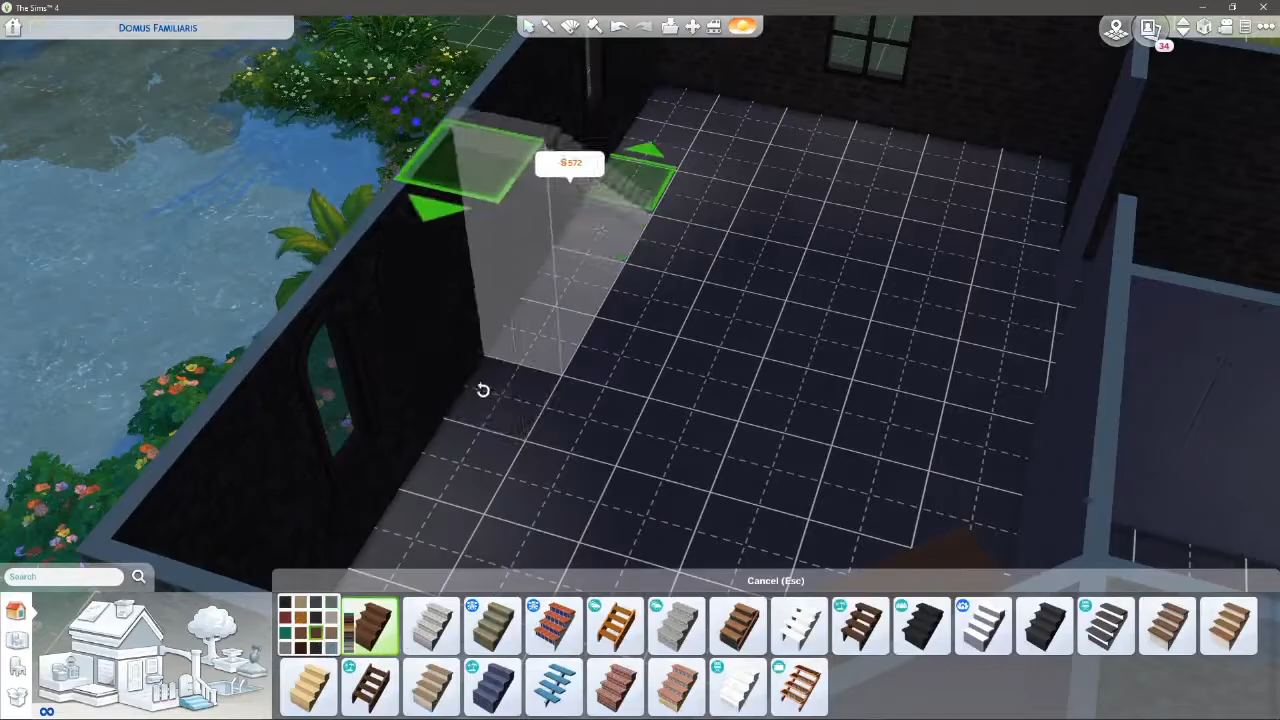 The Sims™ 4
Domus Familiaris
34
§572
Cancel (Esc)
Search